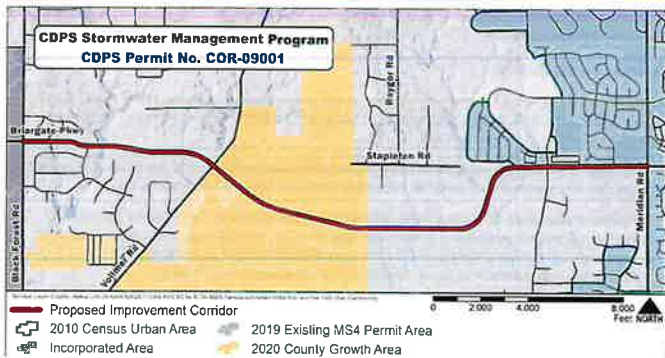 CDPS Stormwater Management Program
CDPS Permit No. COR-09001
Raygor Rd
Briargate Pkwy
Stapleton Rd
Black Forest Rd
Vollmer Rd
Meridian Rd
0 2,000 4,000 8,000
Feet NORTH
Proposed Improvement Corridor
2010 Census Urban Area
2019 Existing MS4 Permit Area
Incorporated Area
2020 County Growth Area